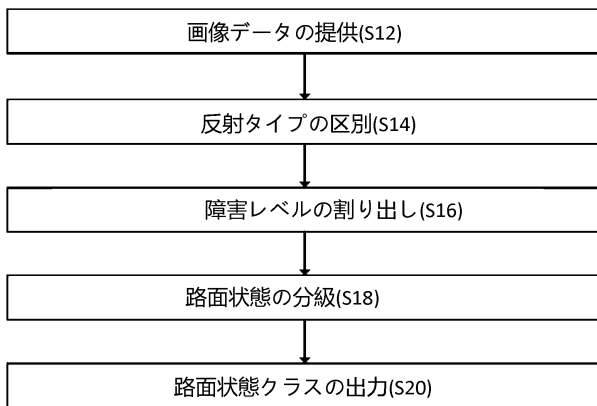 画像データの提供(S12)
反射タイプの区別(S14)
障害レベルの割り出し(S16)
路面状態の分級(S18)
路面状態クラスの出力(S20)